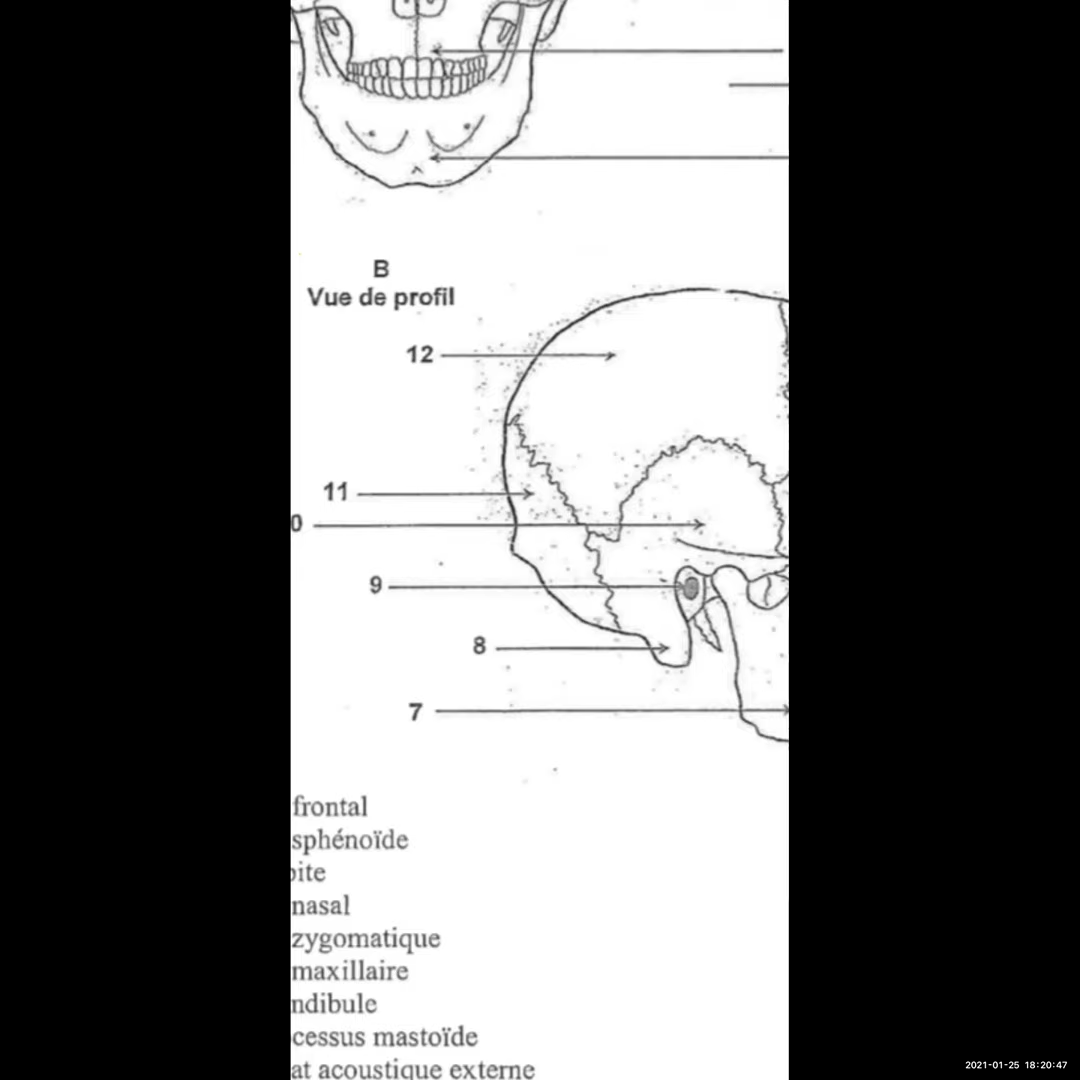 B
Vue de profil
12
11
0
9
8
7
frontal
sphénoïde
ite
nasal
zygomatique
maxillaire
ndibule
cessus mastoïde
at acoustique externe
2021-01-25 18:20:47